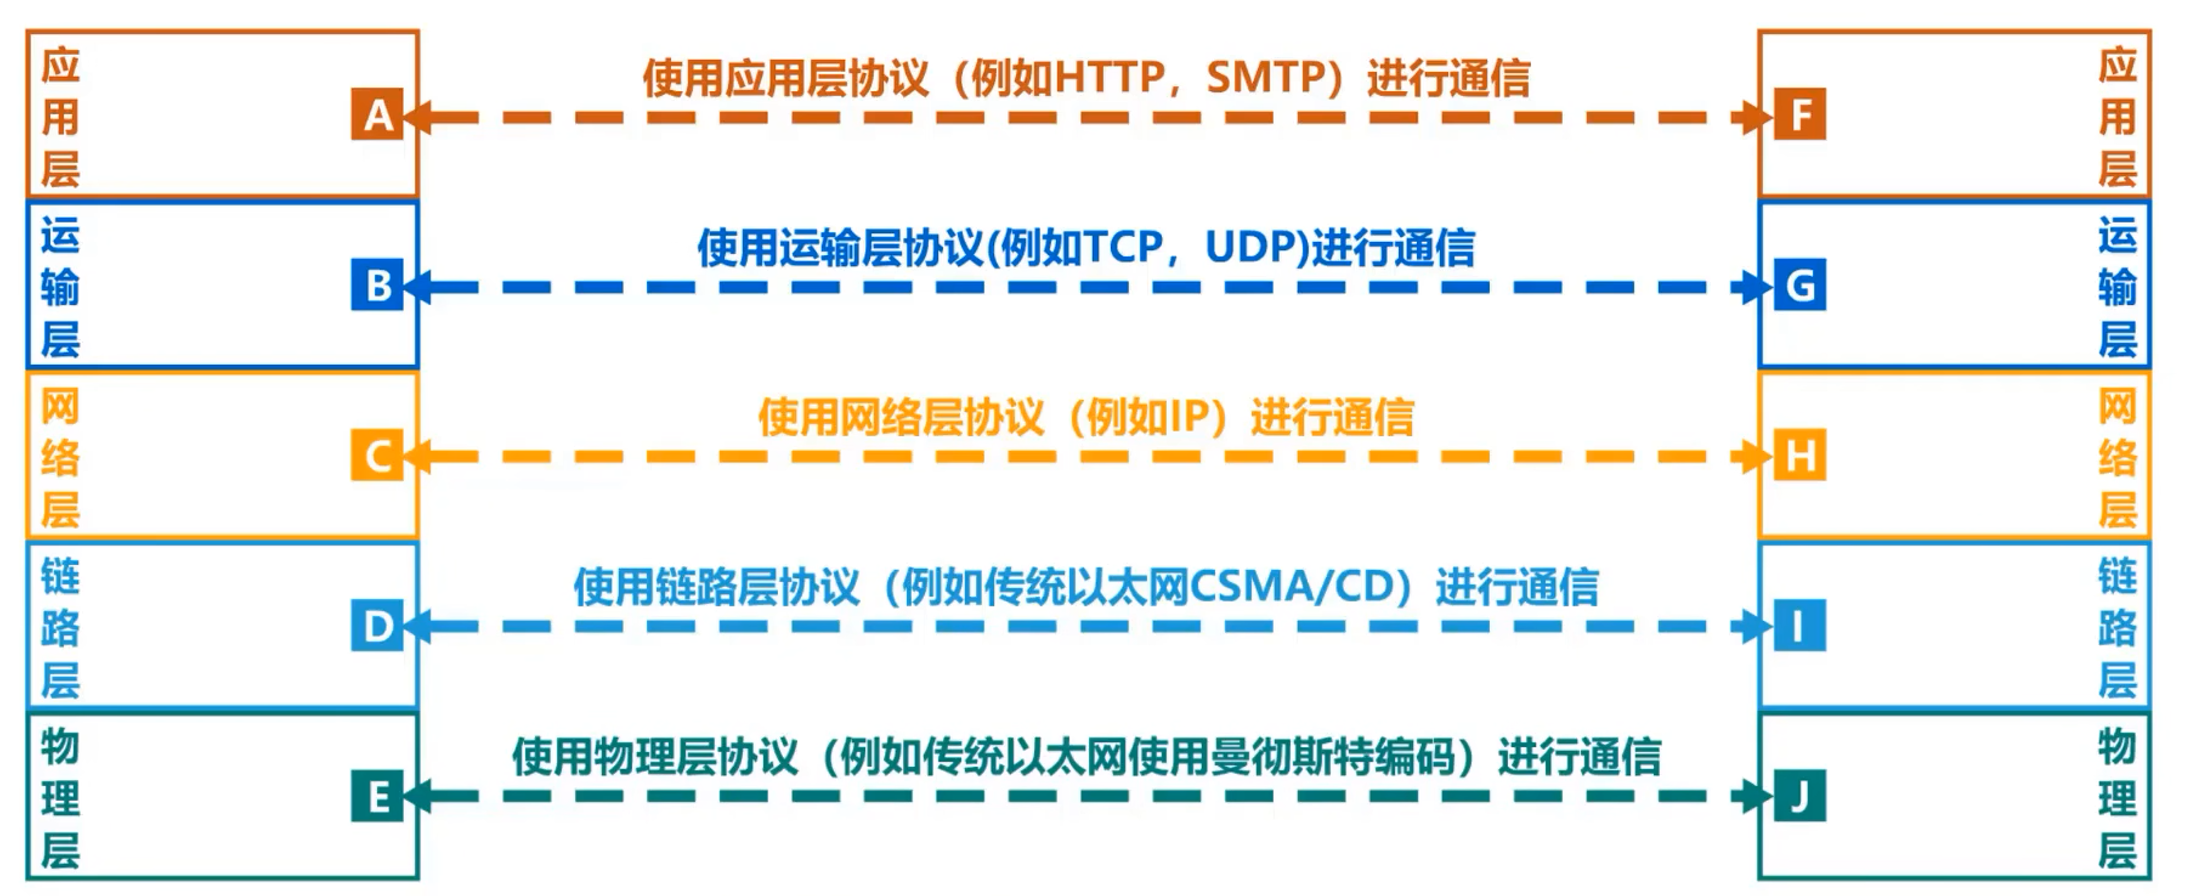 应用层
A
使用应用层协议（例如HTTP，SMTP）进行通信
F
应用层
运输层
B
使用运输层协议(例如TCP，UDP)进行通信
G
运输层
网络层
C
使用网络层协议（例如IP）进行通信
H
网络层
链路层
D
使用链路层协议（例如传统以太网CSMA/CD）进行通信
I
链路层
物理层
E
使用物理层协议（例如传统以太网使用曼彻斯特编码）进行通信
J
物理层